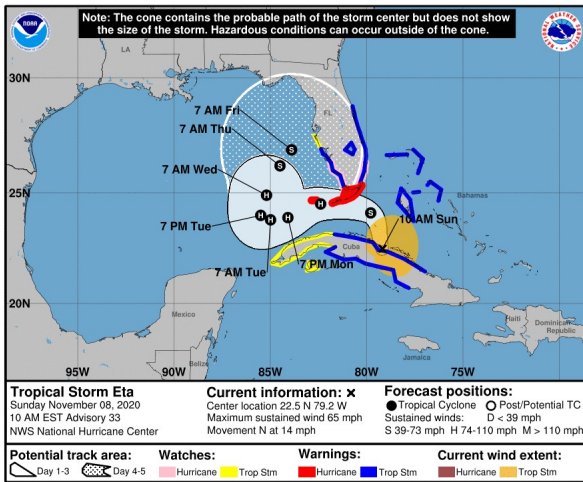 Note: The cone contains the probable path of the storm center but does not show
the size of the storm. Hazardous conditions can occur outside of the cone.
NOAA
LA
30N
FL
7 AM Fri
7 AM Thu
7 AM Wed
25N
Bahamas
7 PM Tue
10 AM Sun
Cuba
7 AM Tue
7 PM Mon
20N
Mexico
Haiti
Dominican
Republic
Jamaica
Belize
95W
90W
85W
80W
75W
S
S
H
H
H
H
H
S
Tropical Storm Eta
Sunday November 08, 2020
10 AM EST Advisory 33
NWS National Hurricane Center
Current information: x
Center location 22.5 N 79.2 W
Maximum sustained wind 65 mph
Movement N at 14 mph
Forecast positions:
● Tropical Cyclone ○ Post/Potential TC
Sustained winds: D < 39 mph
S 39-73 mph H 74-110 mph M > 110 mph
Potential track area:
Day 1-3 Day 4-5
Watches:
Hurricane Trop Stm
Warnings:
Hurricane Trop Stm
Current wind extent:
Hurricane Trop Stm